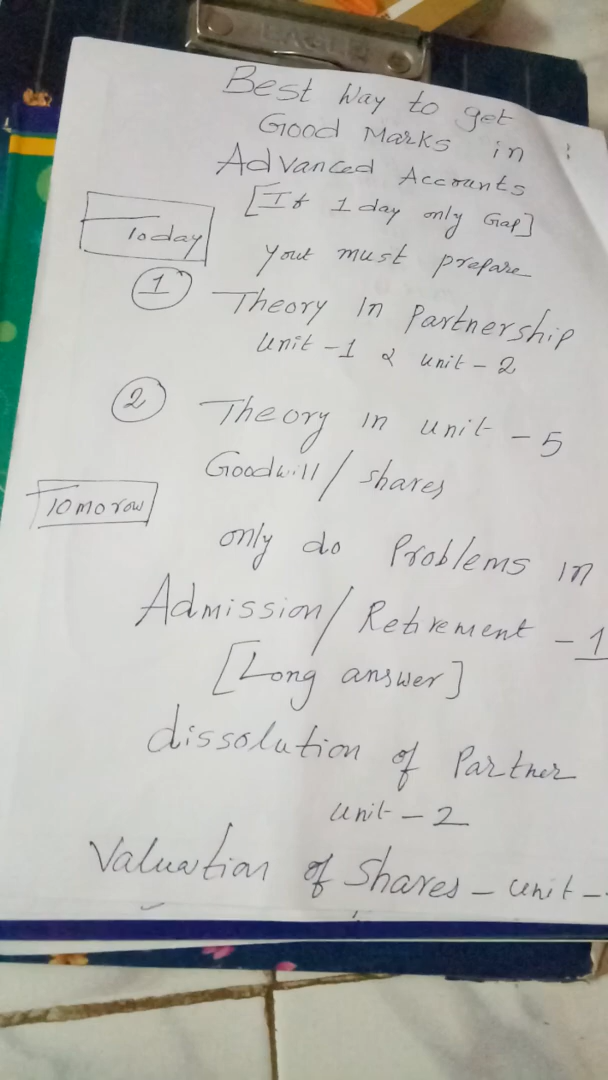 EAGLE
Best Way to get
Good Marks in
Advanced Accounts
[If 1 day only Gap]
Today
yout must prepare
1 Theory In Partnership
unit - 1 & unit - 2
2 Theory in unit - 5
Goodwill / shares
Tomorow
only do Problems in
Admission / Retirement - 1
[Long answer]
dissolution of Partner
unit - 2
Valuation of Shares - unit -